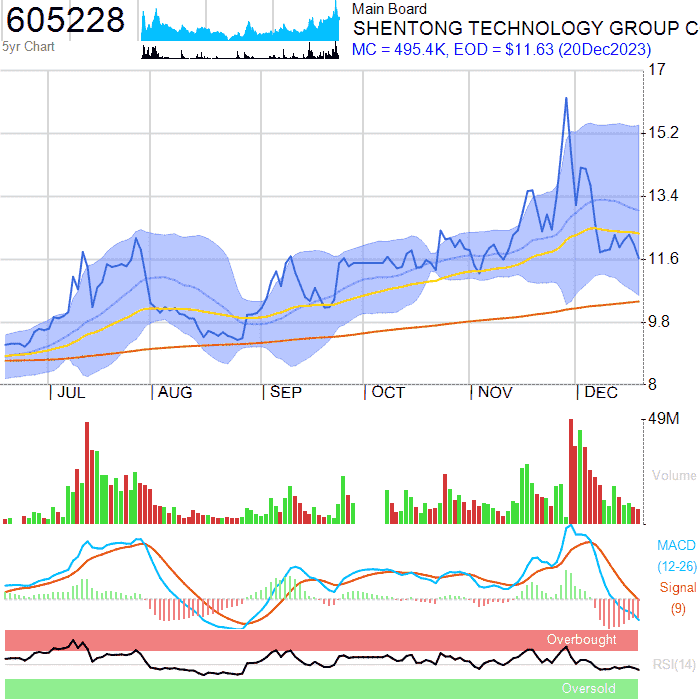 605228
5yr Chart
Main Board
SHENTONG TECHNOLOGY GROUP C
MC = 495.4K, EOD = $11.63 (20Dec2023)
17
15.2
13.4
11.6
9.8
8
JUL
AUG
SEP
OCT
NOV
DEC
49M
Volume
MACD
(12-26)
Signal
(9)
Overbought
RSI(14)
Oversold